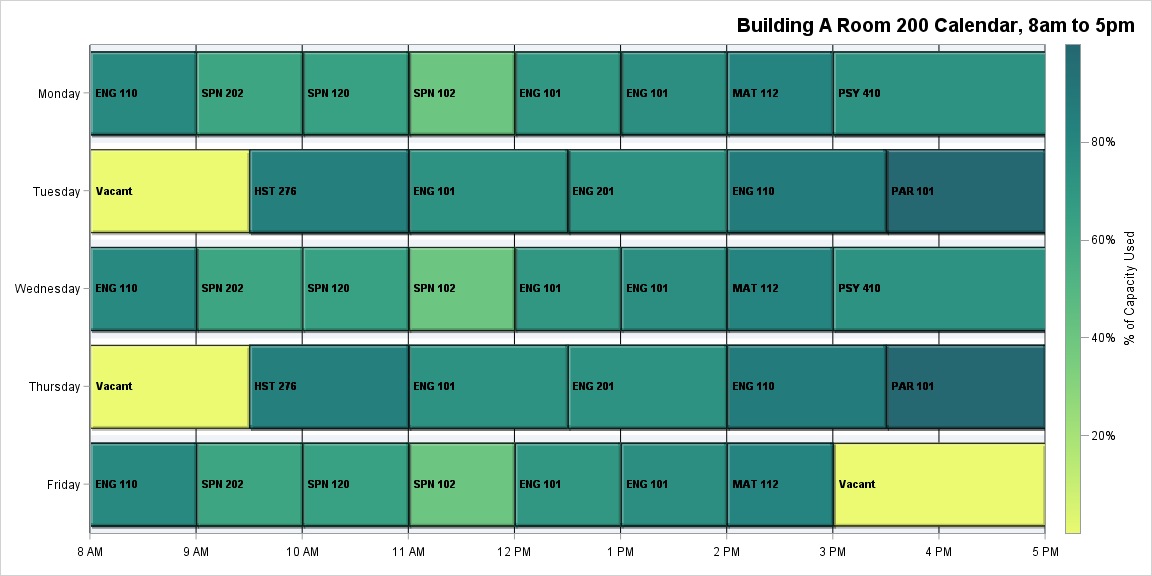 Building A Room 200 Calendar, 8am to 5pm
Monday
ENG 110
SPN 202
SPN 120
SPN 102
ENG 101
ENG 101
MAT 112
PSY 410
Tuesday
Vacant
HST 276
ENG 101
ENG 201
ENG 110
PAR 101
Wednesday
ENG 110
SPN 202
SPN 120
SPN 102
ENG 101
ENG 101
MAT 112
PSY 410
Thursday
Vacant
HST 276
ENG 101
ENG 201
ENG 110
PAR 101
Friday
ENG 110
SPN 202
SPN 120
SPN 102
ENG 101
ENG 101
MAT 112
Vacant
8 AM
9 AM
10 AM
11 AM
12 PM
1 PM
2 PM
3 PM
4 PM
5 PM
80%
60%
40%
20%
% of Capacity Used